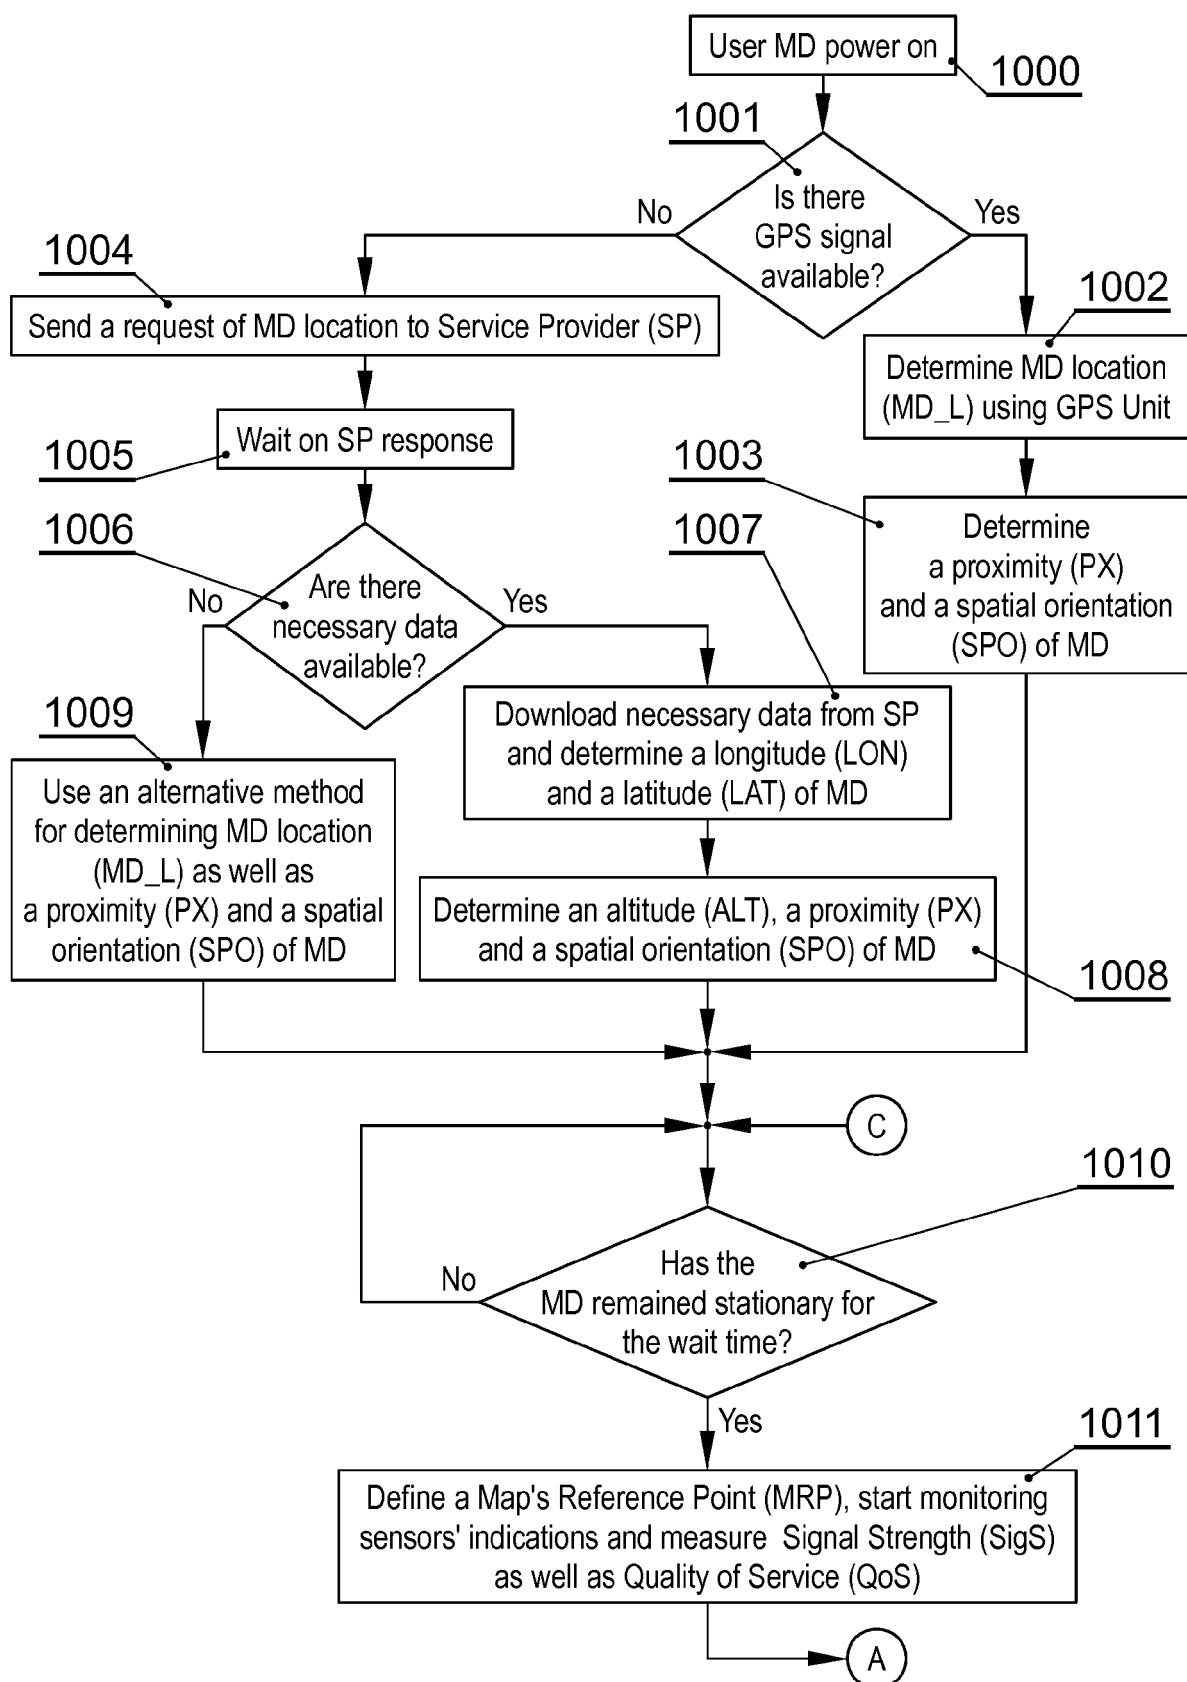 User MD power on
1000
1001
Is there
GPS signal
available?
No
Yes
1004
Send a request of MD location to Service Provider (SP)
1002
Determine MD location
(MD_L) using GPS Unit
1005
Wait on SP response
1003
Determine
a proximity (PX)
and a spatial orientation
(SPO) of MD
1006
Are there
necessary data
available?
No
Yes
1007
Download necessary data from SP
and determine a longitude (LON)
and a latitude (LAT) of MD
1009
Use an alternative method
for determining MD location
(MD_L) as well as
a proximity (PX) and a spatial
orientation (SPO) of MD
Determine an altitude (ALT), a proximity (PX)
and a spatial orientation (SPO) of MD
1008
C
1010
Has the
MD remained stationary for
the wait time?
No
Yes
1011
Define a Map's Reference Point (MRP), start monitoring
sensors' indications and measure Signal Strength (SigS)
as well as Quality of Service (QoS)
A